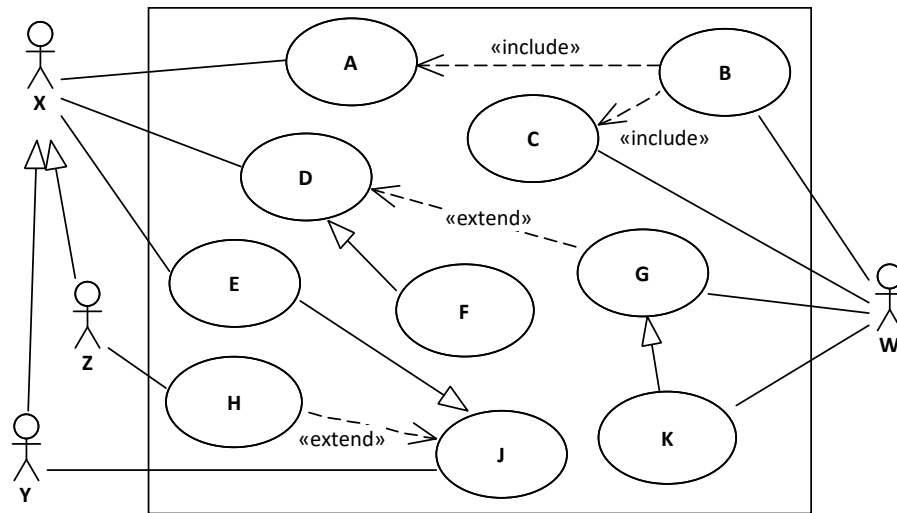 «include»
A
B
X
C
«include»
D
«extend»
E
G
F
W
Z
H
«extend»
K
J
Y